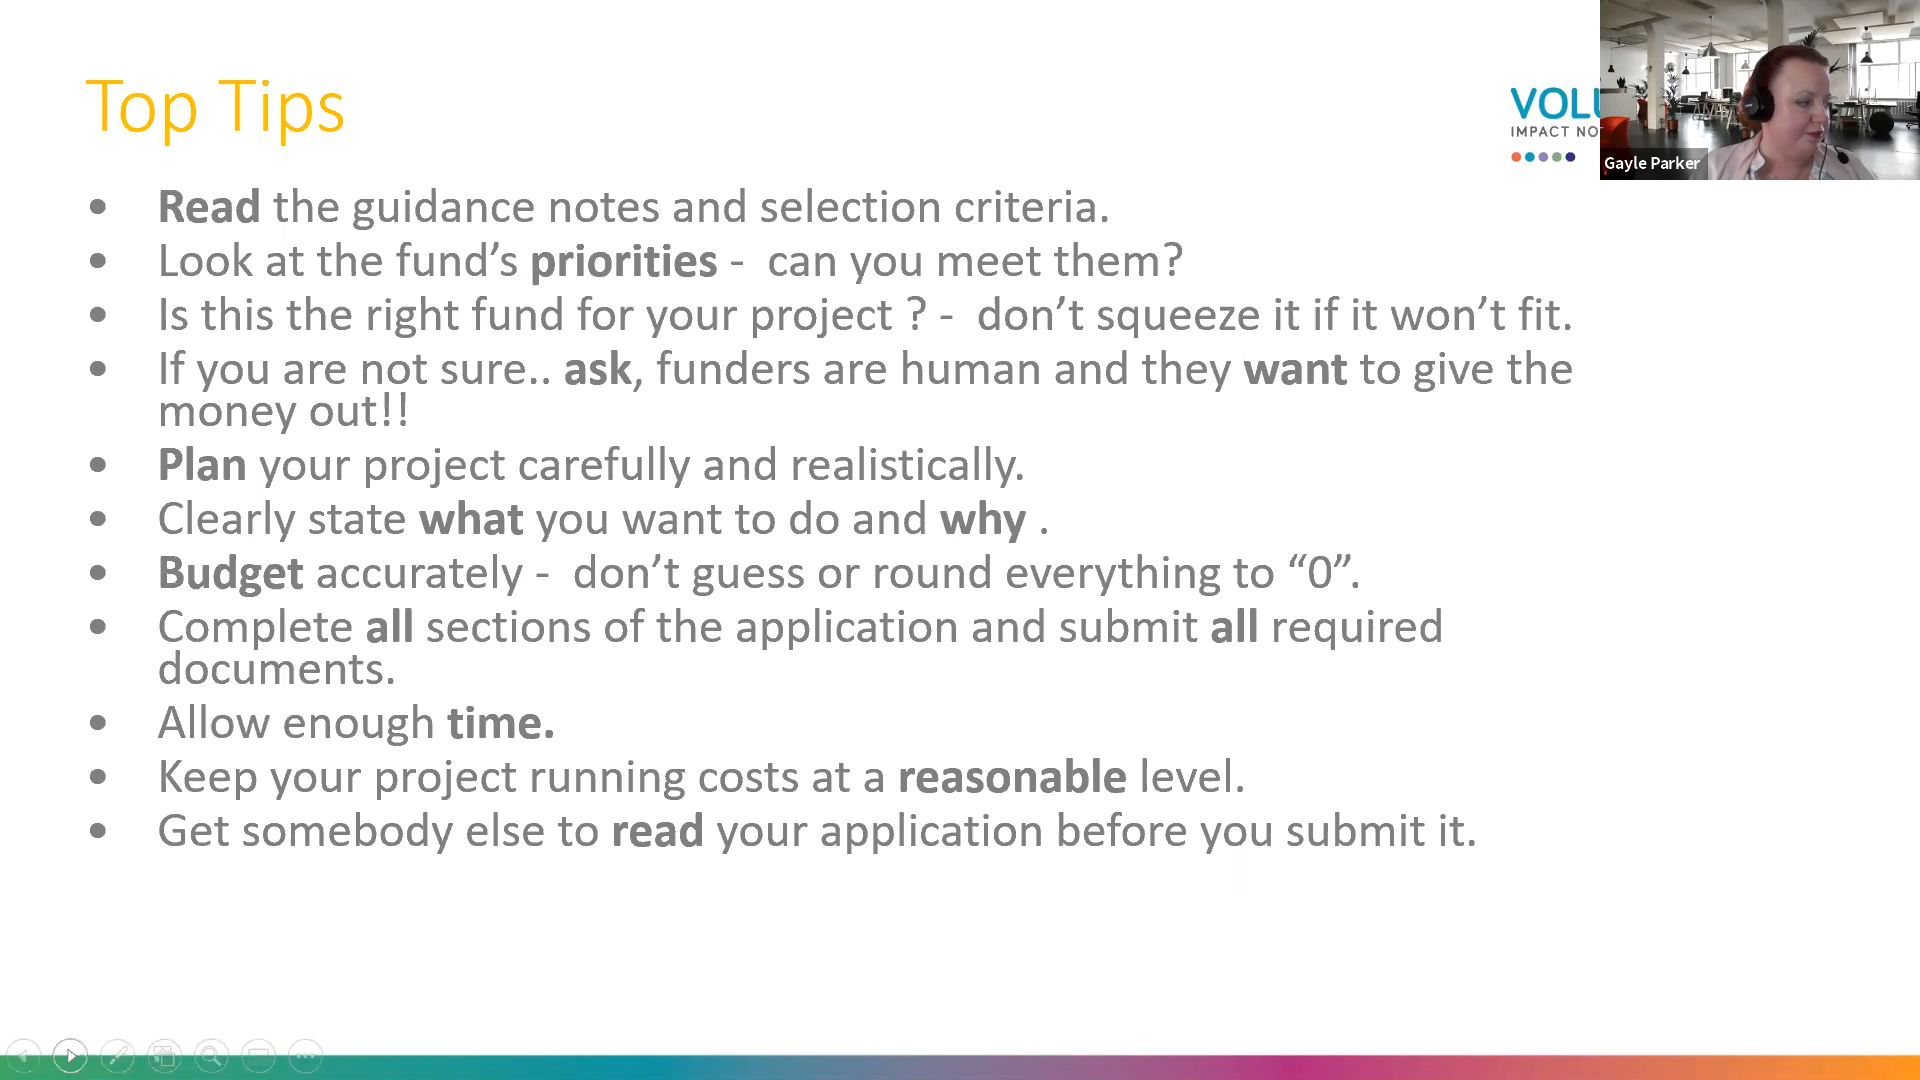 Top Tips
VOLU
IMPACT NO
Gayle Parker
• Read the guidance notes and selection criteria.
• Look at the fund’s priorities - can you meet them?
• Is this the right fund for your project ? - don’t squeeze it if it won’t fit.
• If you are not sure.. ask, funders are human and they want to give the
money out!!
• Plan your project carefully and realistically.
• Clearly state what you want to do and why .
• Budget accurately - don’t guess or round everything to “0”.
• Complete all sections of the application and submit all required
documents.
• Allow enough time.
• Keep your project running costs at a reasonable level.
• Get somebody else to read your application before you submit it.